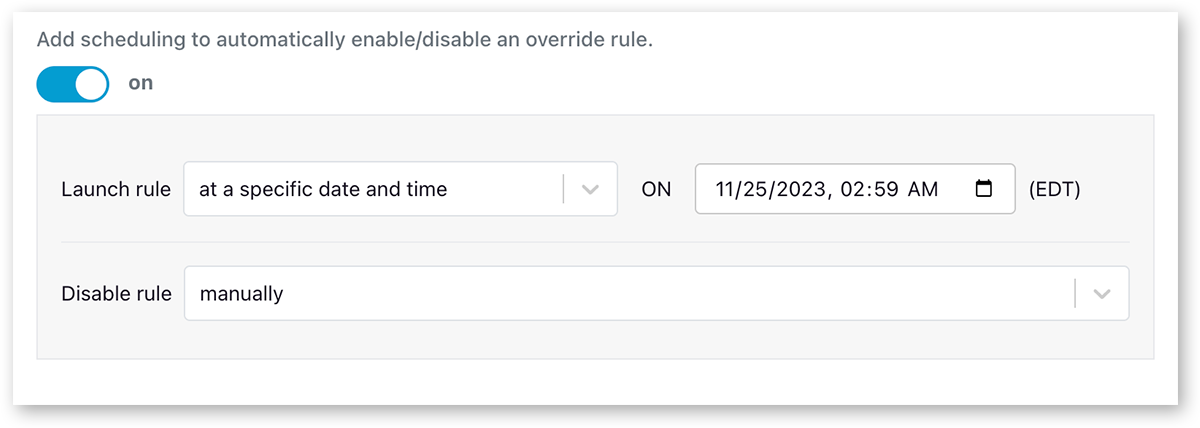 Add scheduling to automatically enable/disable an override rule.
on
Launch rule at a specific date and time ON 11/25/2023, 02:59 AM (EDT)
Disable rule manually